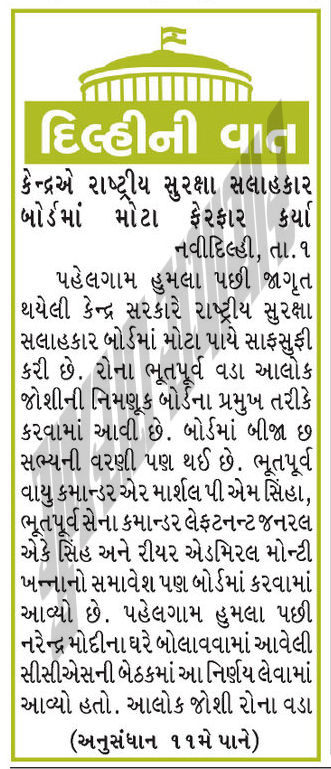 દિલ્હીની વાત
કેન્દ્રએ રાષ્ટ્રીય સુરક્ષા સલાહકાર
બોર્ડમાં મોટા ફેરફાર કર્યા
નવીદિલ્હી, તા.૧
પહેલગામ હુમલા પછી જાગૃત
થયેલી કેન્દ્ર સરકારે રાષ્ટ્રીય સુરક્ષા
સલાહકાર બોર્ડમાં મોટા પાયે સાફસુફી
કરી છે. રોના ભૂતપૂર્વ વડા આલોક
જોશીની નિમણૂક બોર્ડના પ્રમુખ તરીકે
કરવામાં આવી છે. બોર્ડમાં બીજા છ
સભ્યની વરણી પણ થઈ છે. ભૂતપૂર્વ
વાયુ કમાન્ડર એર માર્શલ પી એમ સિંહા,
ભૂતપૂર્વ સેના કમાન્ડર લેફ્ટનન્ટ જનરલ
એકે સિંહ અને રીયર એડમિરલ મોન્ટી
ખન્નાનો સમાવેશ પણ બોર્ડમાં કરવામાં
આવ્યો છે. પહેલગામ હુમલા પછી
નરેન્દ્ર મોદીના ઘરે બોલાવવામાં આવેલી
સીસીએસની બેઠકમાં આ નિર્ણય લેવામાં
આવ્યો હતો. આલોક જોશી રોના વડા
(અનુસંધાન ૧૧મે પાને)